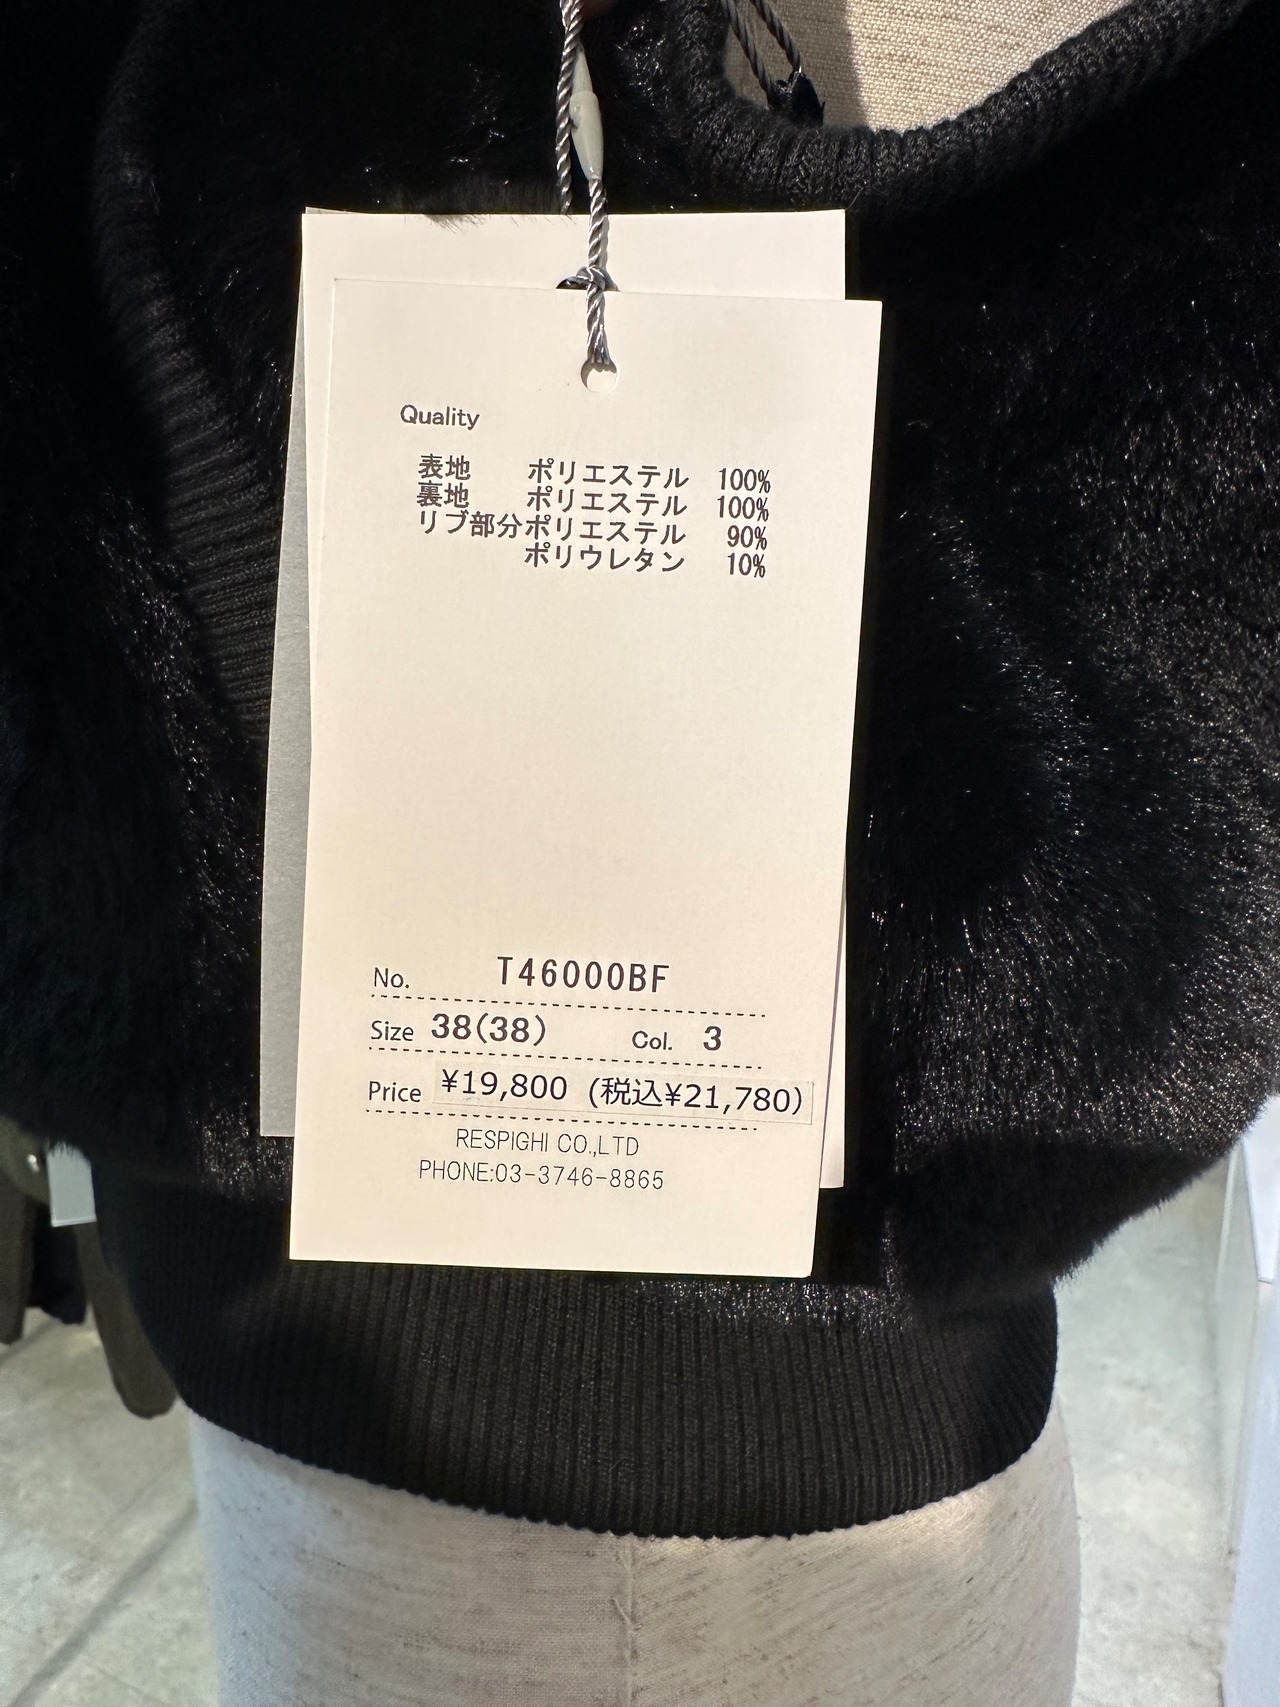 Quality
表地 ポリエステル 100%
裏地 ポリエステル 100%
リブ部分ポリエステル 90%
ポリウレタン 10%
No. T46000BF
Size 38(38) Col. 3
Price ¥19,800 (税込¥21,780)
RESPIGHI CO.,LTD
PHONE:03-3746-8865